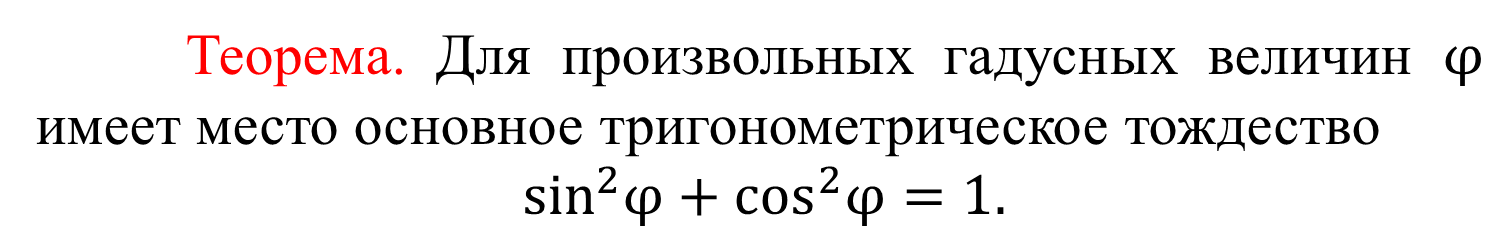 Теорема. Для произвольных гадусных величин φ
имеет место основное тригонометрическое тождество
sin²φ + cos²φ = 1.